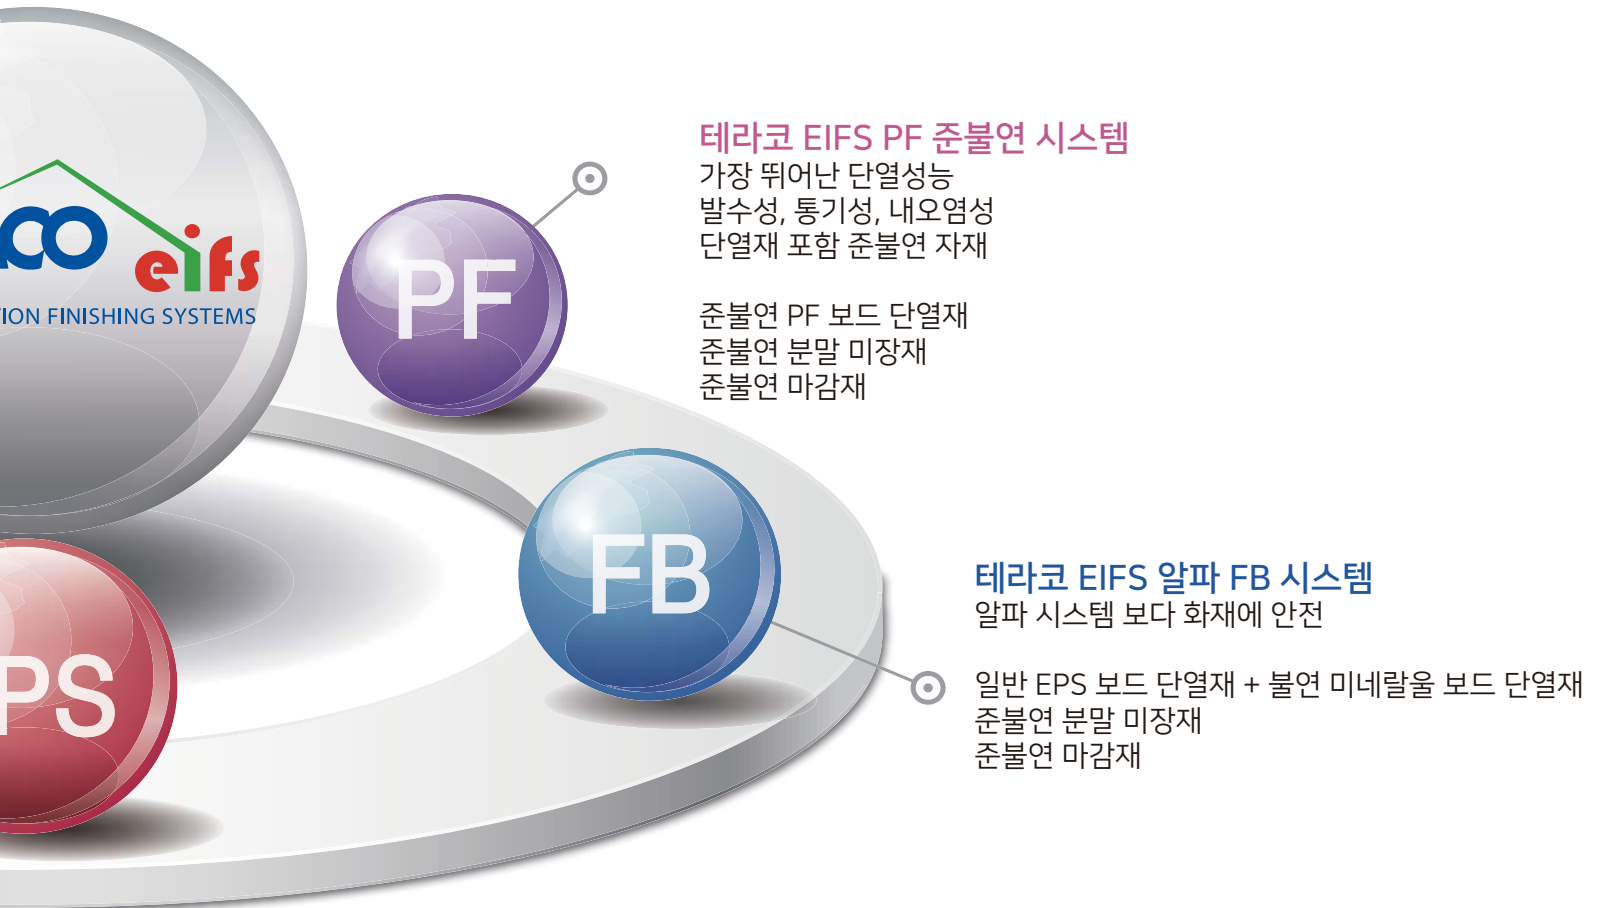 테라코 EIFS PF 준불연 시스템
가장 뛰어난 단열성능
발수성, 통기성, 내오염성
단열재 포함 준불연 자재
준불연 PF 보드 단열재
준불연 분말 미장재
준불연 마감재
CO
eifs
FINISHING SYSTEMS
PF
FB
PS
테라코 EIFS 알파 FB 시스템
알파 시스템 보다 화재에 안전
일반 EPS 보드 단열재 + 불연 미네랄울 보드 단열재
준불연 분말 미장재
준불연 마감재